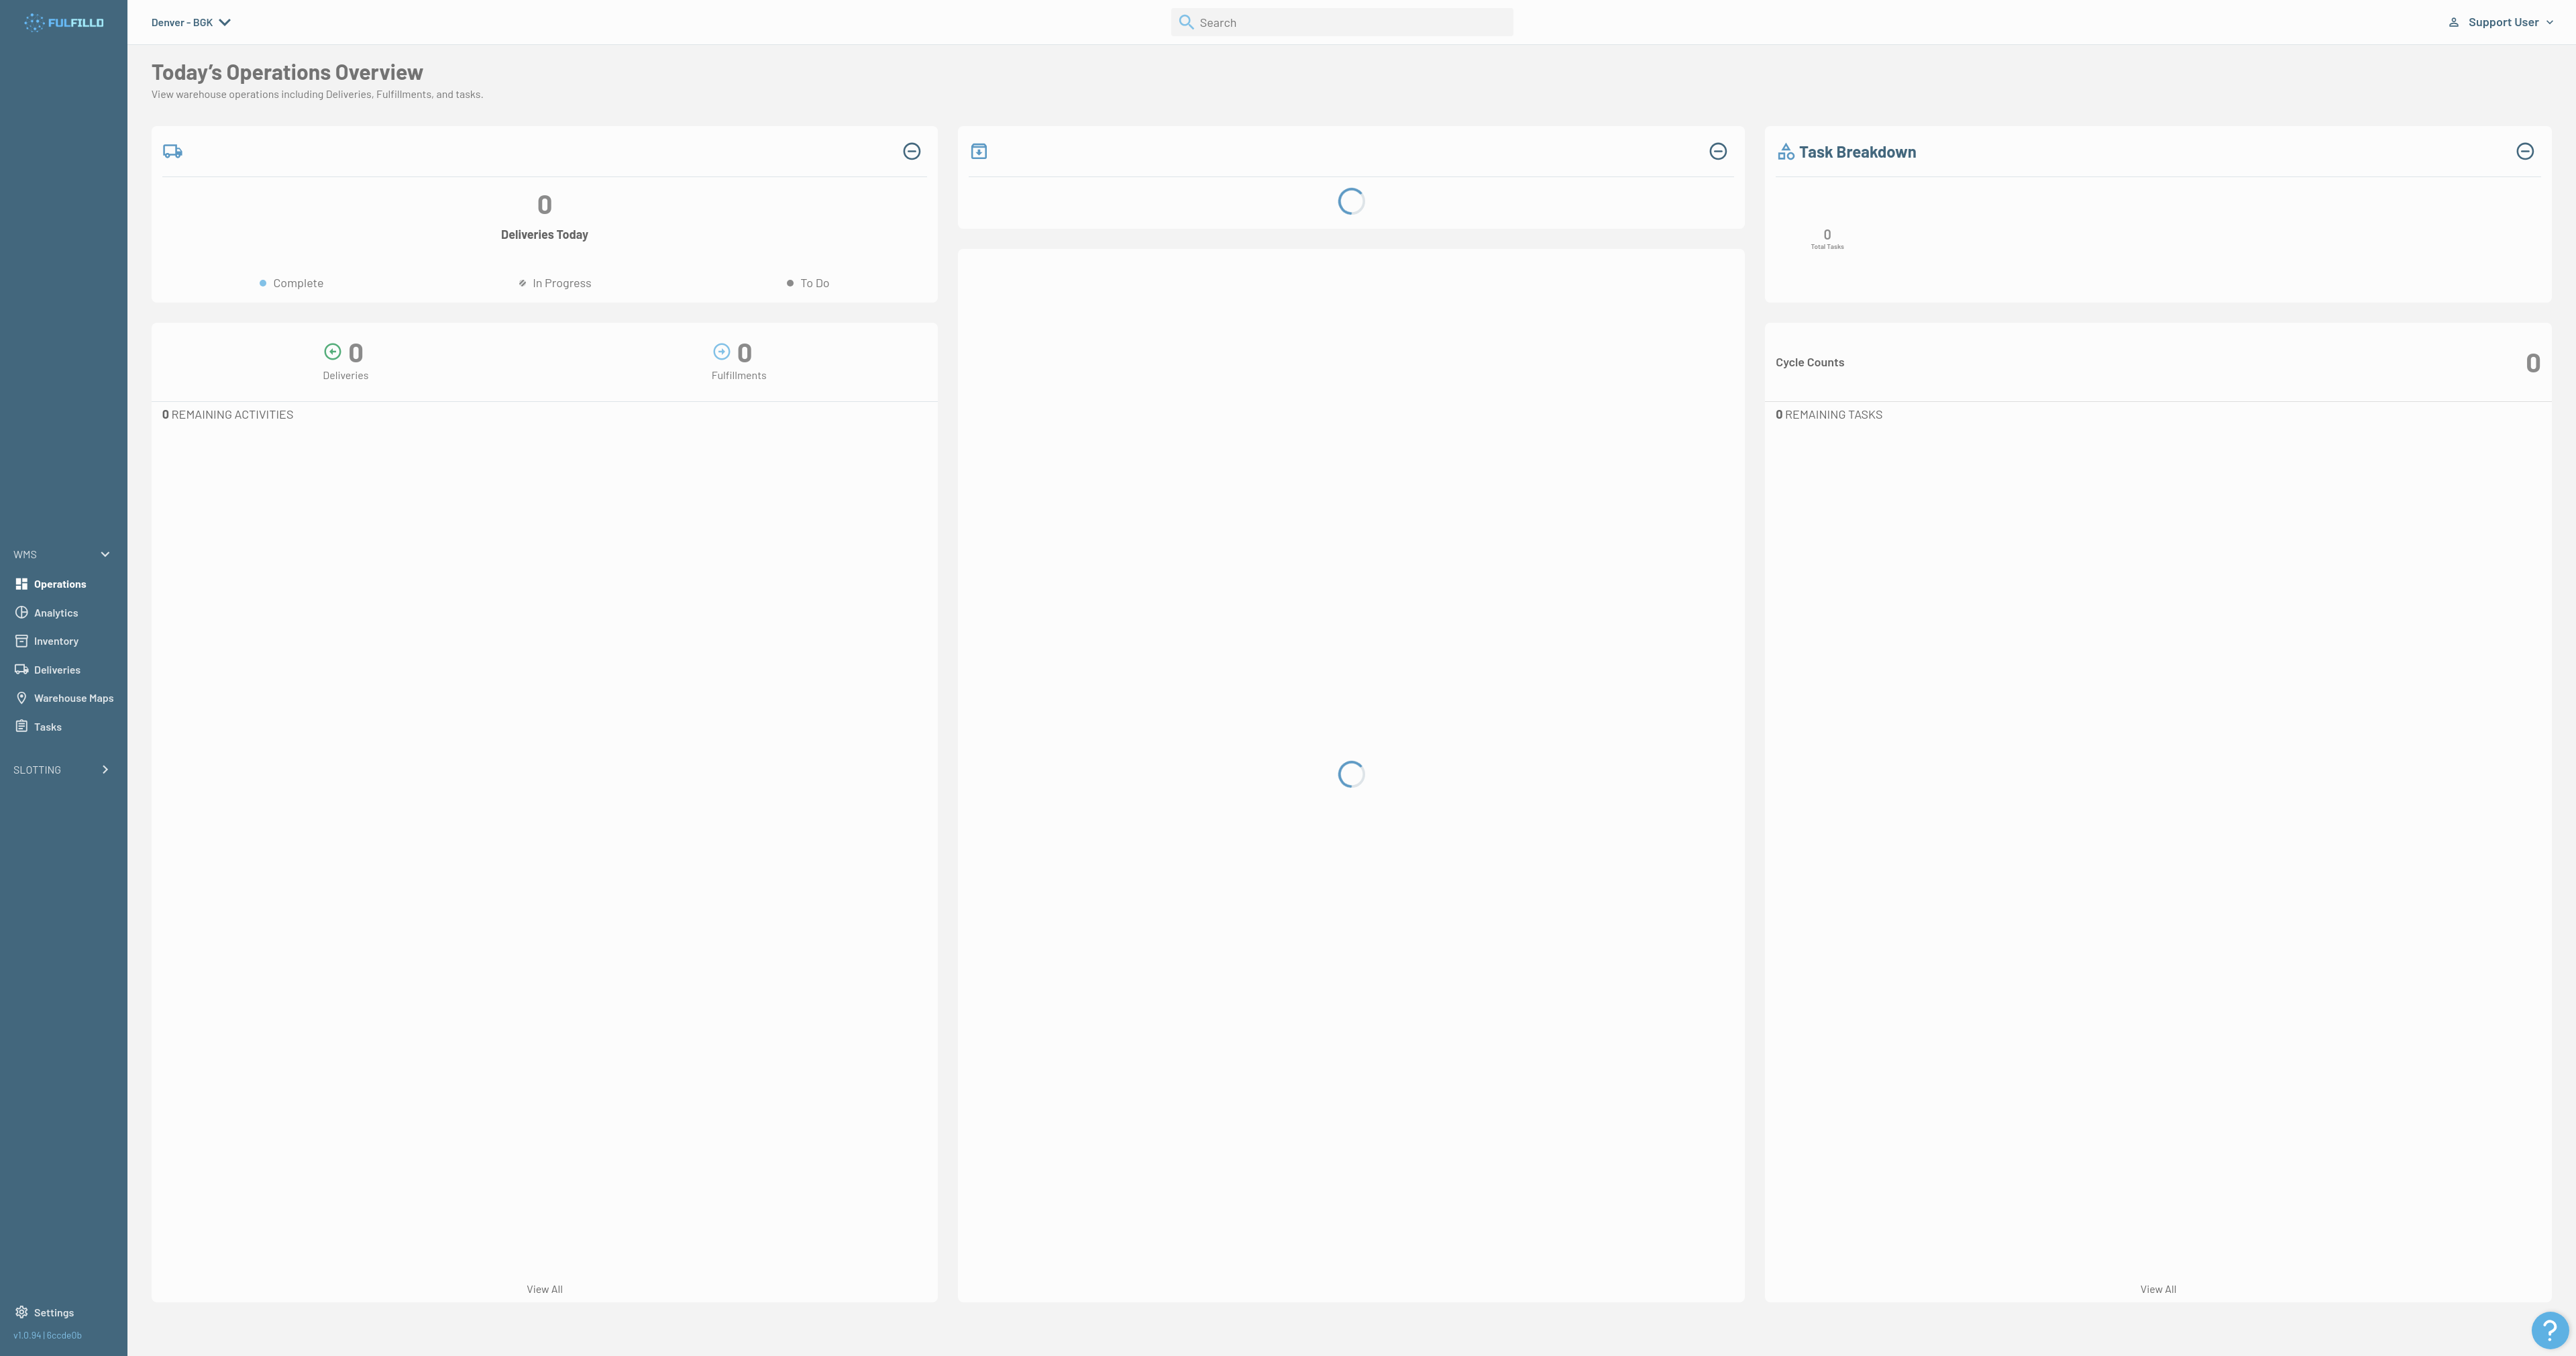 FULFILLD
Denver - BGK
Search
Support User
Today’s Operations Overview
View warehouse operations including Deliveries, Fulfillments, and tasks.
0
Deliveries Today
Complete
In Progress
To Do
Task Breakdown
0
Total Tasks
0
Deliveries
0
Fulfillments
0 REMAINING ACTIVITIES
View All
Cycle Counts
0
0 REMAINING TASKS
View All
WMS
Operations
Analytics
Inventory
Deliveries
Warehouse Maps
Tasks
SLOTTING
Settings
v1.0.94 | 6ccde0b
?